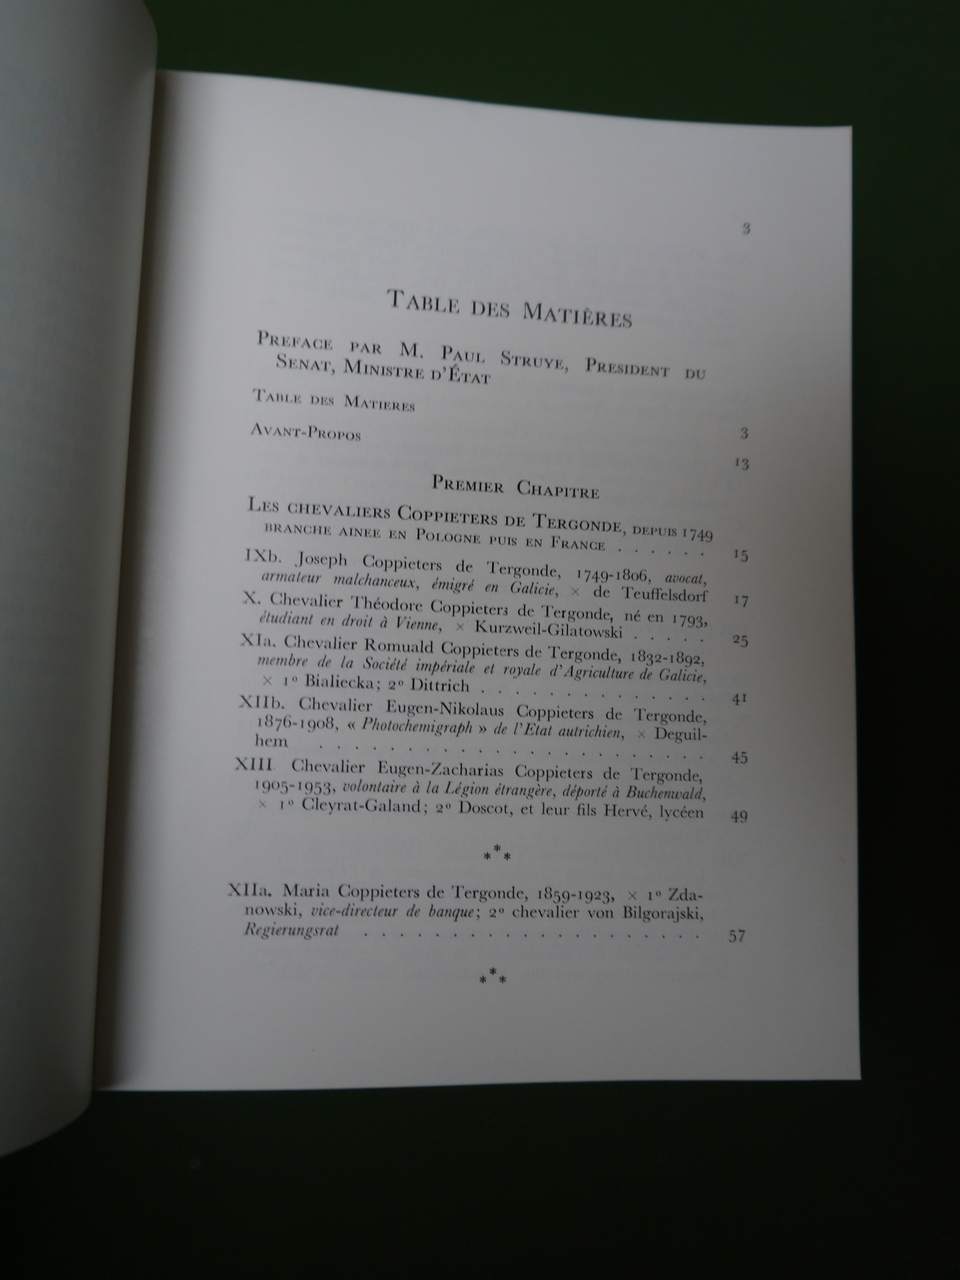 3
TABLE DES MATIÈRES
PREFACE PAR M. PAUL STRUYE, PRESIDENT DU
SENAT, MINISTRE D'ÉTAT
TABLE DES MATIERES 3
AVANT-PROPOS 13
PREMIER CHAPITRE
LES CHEVALIERS COPPIETERS DE TERGONDE, DEPUIS 1749
BRANCHE AINEE EN POLOGNE PUIS EN FRANCE . . . . . . 15
IXb. Joseph Coppieters de Tergonde, 1749-1806, avocat,
armateur malchanceux, émigré en Galicie, × de Teuffelsdorf 17
X. Chevalier Théodore Coppieters de Tergonde, né en 1793,
étudiant en droit à Vienne, × Kurzweil-Gilatowski . . . . . 25
XIa. Chevalier Romuald Coppieters de Tergonde, 1832-1892,
membre de la Société impériale et royale d'Agriculture de Galicie,
× 1º Bialiecka; 2º Dittrich . . . . . . . . . . . . . . 41
XIIb. Chevalier Eugen-Nikolaus Coppieters de Tergonde,
1876-1908, « Photochemigraph » de l'Etat autrichien, × Deguil-
hem . . . . . . . . . . . . . . . . . . . . . 45
XIII. Chevalier Eugen-Zacharias Coppieters de Tergonde,
1905-1953, volontaire à la Légion étrangère, déporté à Buchenwald,
× 1º Cleyrat-Galand; 2º Doscot, et leur fils Hervé, lycéen 49
***
XIIa. Maria Coppieters de Tergonde, 1859-1923, × 1º Zda-
nowski, vice-directeur de banque; 2º chevalier von Bilgorajski,
Regierungsrat . . . . . . . . . . . . . . . . . . 57
***